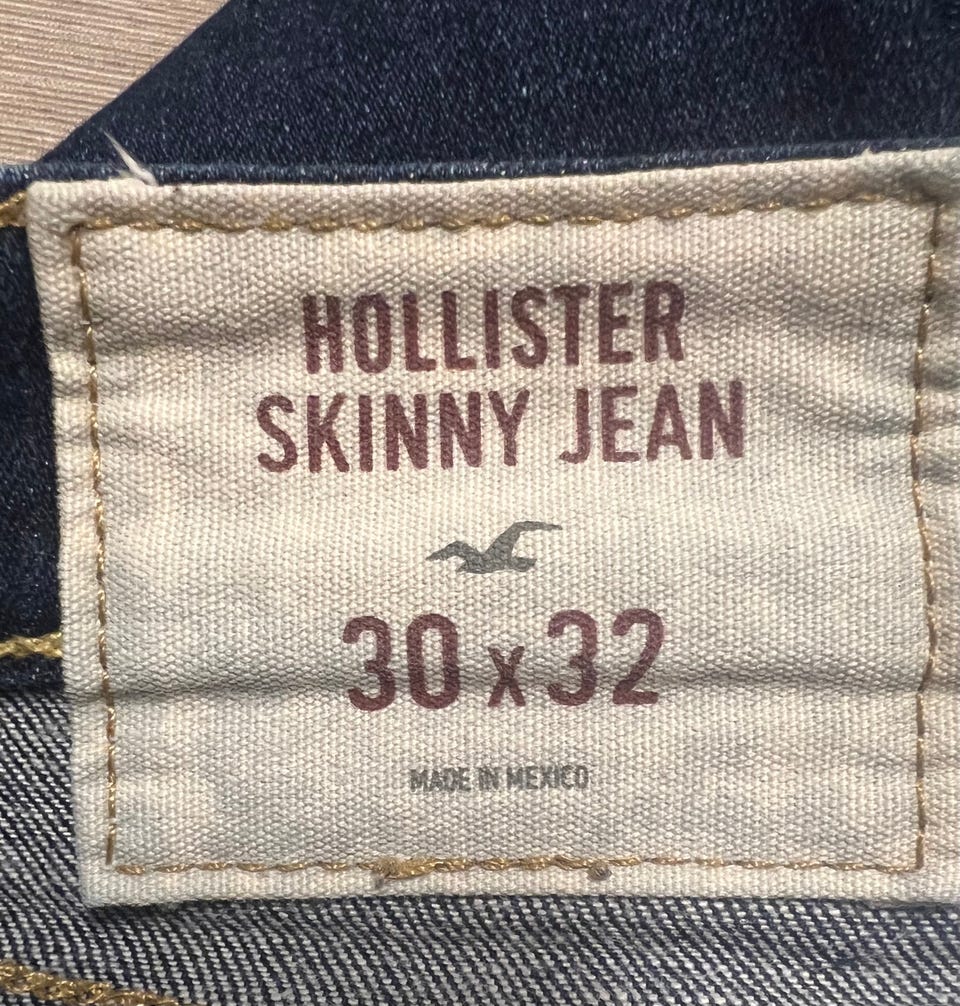 HOLLISTER
SKINNY JEAN
30 x 32
MADE IN MEXICO